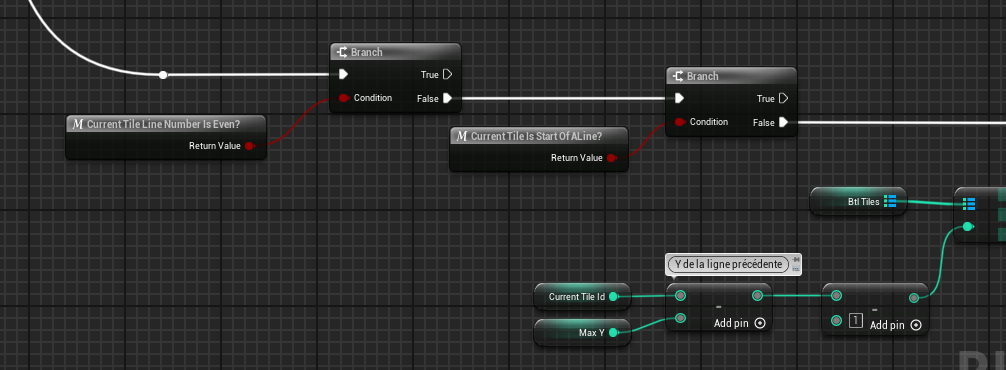 Branch
True
Condition
False
M Current Tile Line Number Is Even?
Return Value
Branch
True
Condition
False
M Current Tile Is Start Of ALine?
Return Value
Btl Tiles
Y de la ligne précédente
Current Tile Id
-
Add pin
Max Y
-
1
Add pin